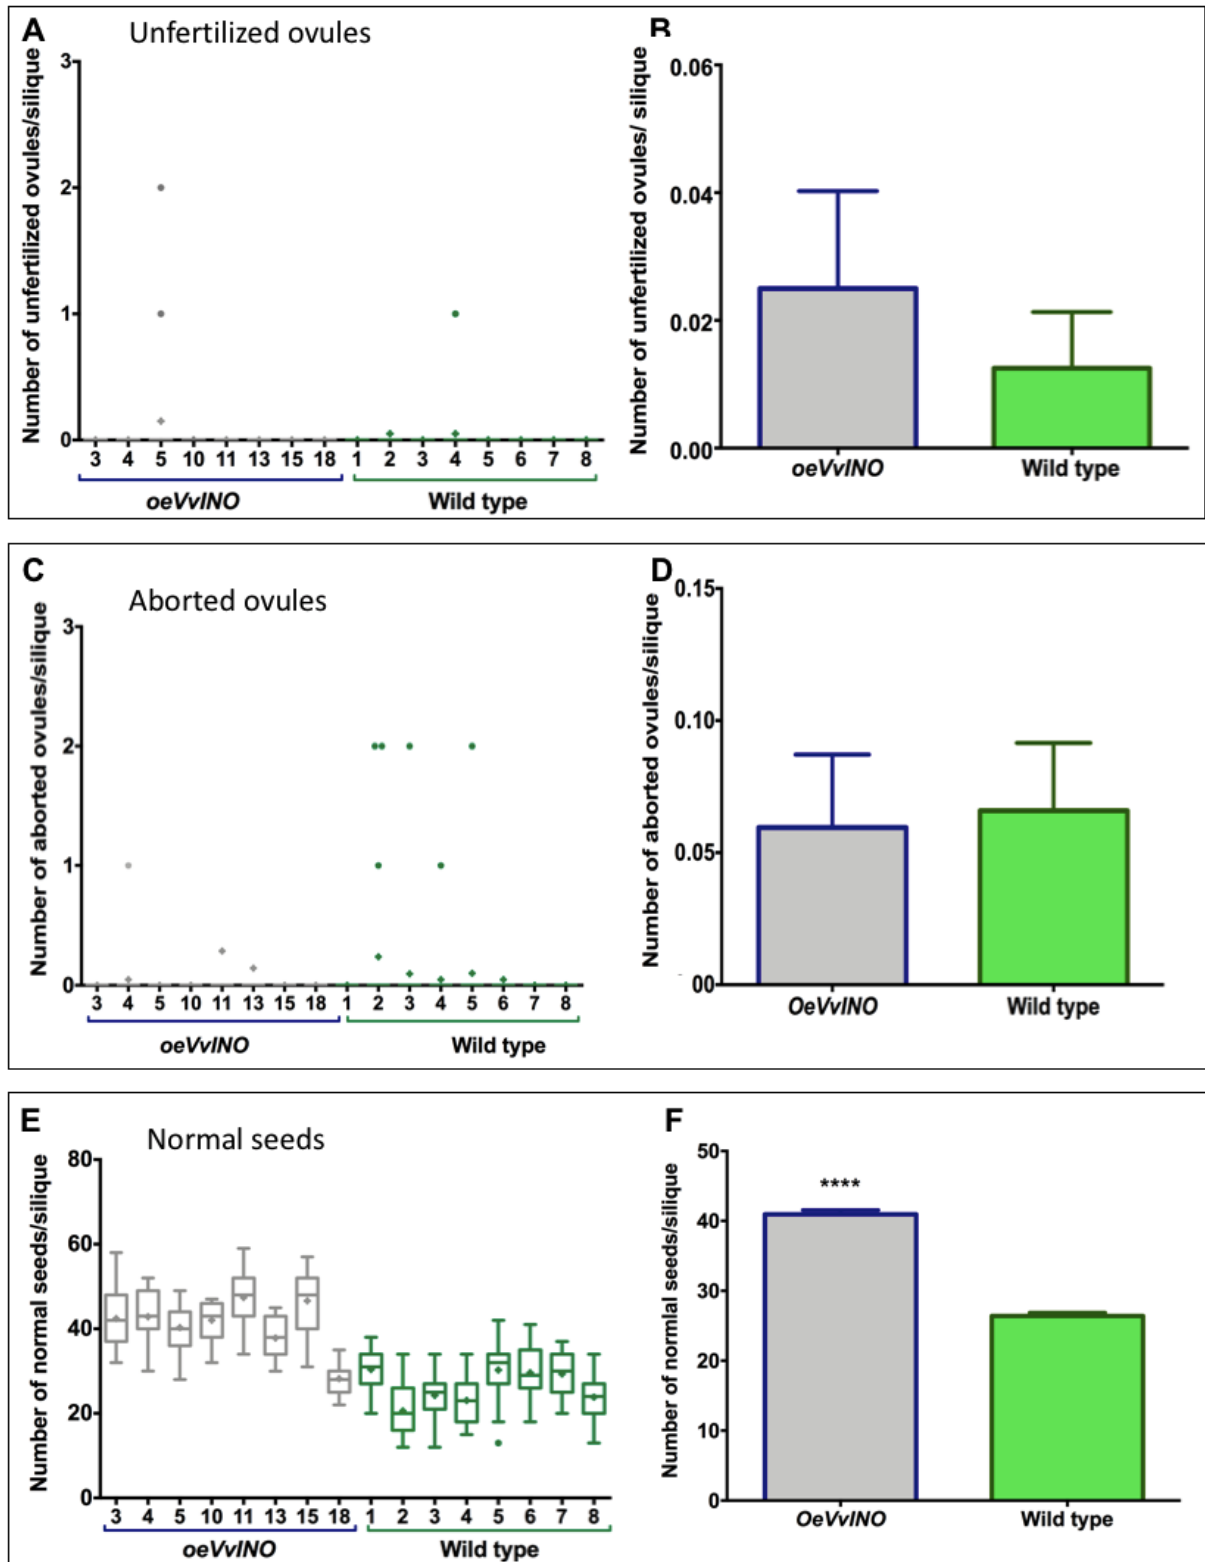 A
Unfertilized ovules
Number of unfertilized ovules/silique
3
2
1
0
3 4 5 10 11 13 15 18 1 2 3 4 5 6 7 8
oeVvINO Wild type
B
Number of unfertilized ovules/ silique
0.06
0.04
0.02
0.00
oeVvINO Wild type
C
Aborted ovules
Number of aborted ovules/silique
3
2
1
0
3 4 5 10 11 13 15 18 1 2 3 4 5 6 7 8
oeVvINO Wild type
D
Number of aborted ovules/silique
0.15
0.10
0.05
00
OeVvINO Wild type
E
Normal seeds
Number of normal seeds/silique
80
60
40
20
0
3 4 5 10 11 13 15 18 1 2 3 4 5 6 7 8
oeVvINO Wild type
F
Number of normlal seeds/silique
50
40
30
20
10
0
****
OeVvINO Wild type